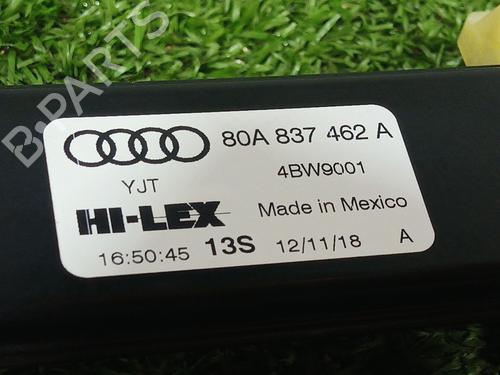 B-PARTS
80A 837 462 A
YJT 4BW9001
HI-LEX Made in Mexico
16:50:45 13S 12/11/18 A